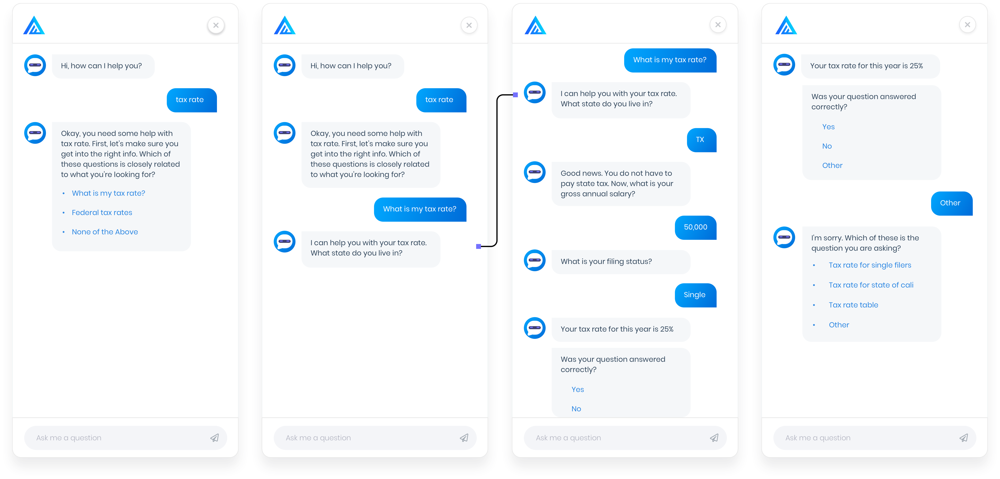 Hi, how can I help you?
tax rate
Okay, you need some help with
tax rate. First, let's make sure you
get into the right info. Which of
these questions is closely related
to what you're looking for?
• What is my tax rate?
• Federal tax rates
• None of the Above
Ask me a question
Hi, how can I help you?
tax rate
Okay, you need some help with
tax rate. First, let's make sure you
get into the right info. Which of
these questions is closely related
to what you're looking for?
What is my tax rate?
I can help you with your tax rate.
What state do you live in?
Ask me a question
What is my tax rate?
I can help you with your tax rate.
What state do you live in?
TX
Good news. You do not have to
pay state tax. Now, what is your
gross annual salary?
50,000
What is your filing status?
Single
Your tax rate for this year is 25%
Was your question answered
correctly?
Yes
No
Ask me a question
Your tax rate for this year is 25%
Was your question answered
correctly?
Yes
No
Other
Other
I'm sorry. Which of these is the
question you are asking?
• Tax rate for single filers
• Tax rate for state of cali
• Tax rate table
• Other
Ask me a question